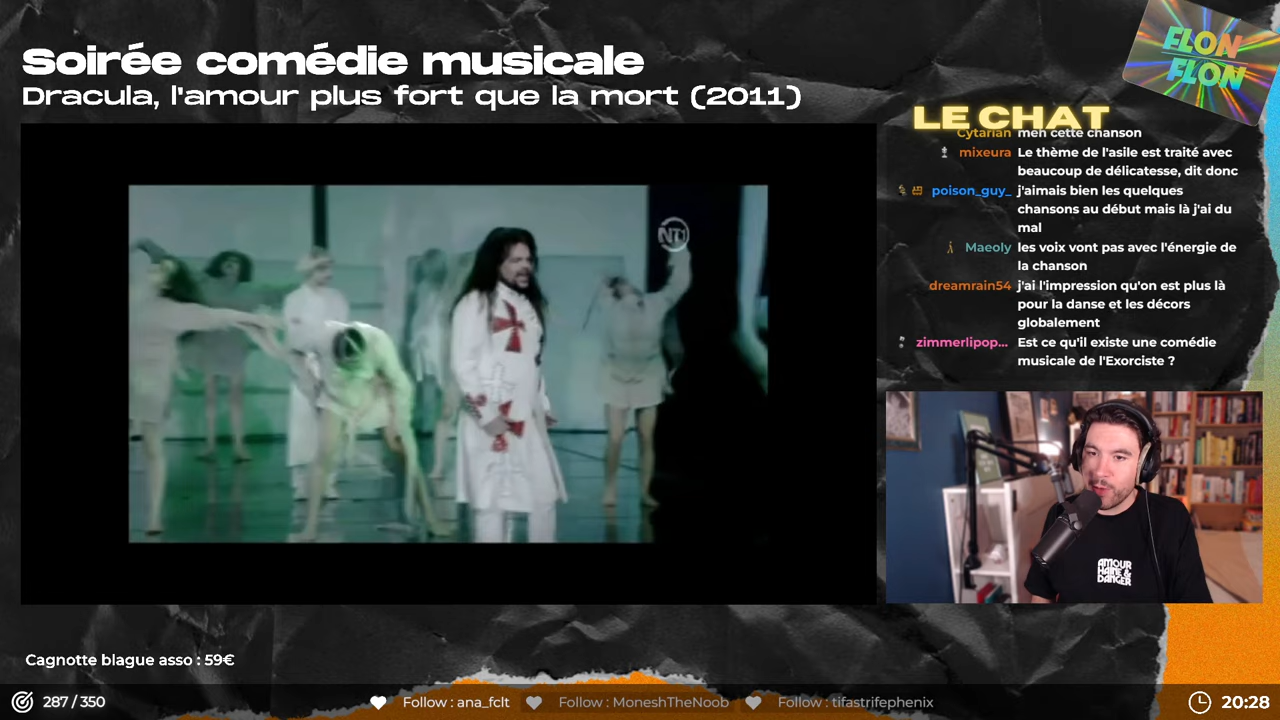 Soirée comédie musicale
Dracula, l'amour plus fort que la mort (2011)
FLON
FLON
LE CHAT
Cytarian meh cette chanson
mixeura Le thème de l'asile est traité avec
beaucoup de délicatesse, dit donc
poison_guy_ j'aimais bien les quelques
chansons au début mais là j'ai du
mal
Maeoly les voix vont pas avec l'énergie de
la chanson
dreamrain54 j'ai l'impression qu'on est plus là
pour la danse et les décors
globalement
zimmerlipop... Est ce qu'il existe une comédie
musicale de l'Exorciste ?
NT1
AMOUR
HAINE &
DANGER
Cagnotte blague asso : 59€
287 / 350
Follow : ana_fclt
Follow : MoneshTheNoob
Follow : tifastrifephenix
20:28